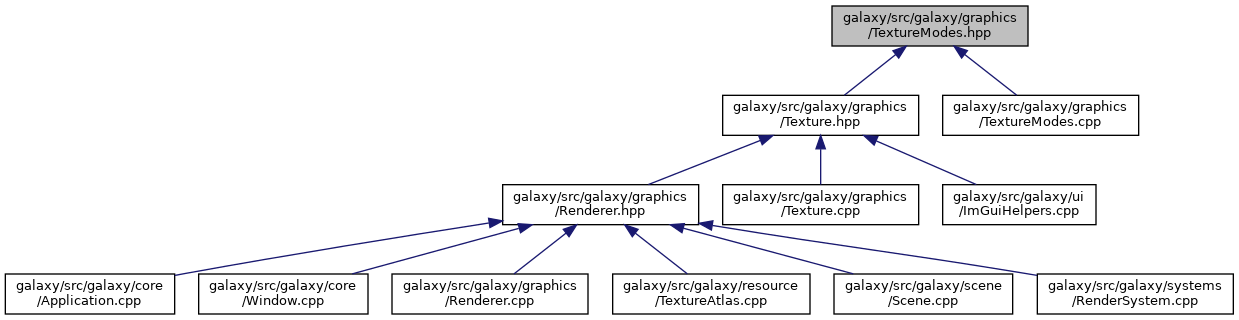 galaxy/src/galaxy/graphics
/TextureModes.hpp
galaxy/src/galaxy/graphics
/Texture.hpp
galaxy/src/galaxy/graphics
/TextureModes.cpp
galaxy/src/galaxy/graphics
/Renderer.hpp
galaxy/src/galaxy/graphics
/Texture.cpp
galaxy/src/galaxy/ui
/ImGuiHelpers.cpp
galaxy/src/galaxy/core
/Application.cpp
galaxy/src/galaxy/core
/Window.cpp
galaxy/src/galaxy/graphics
/Renderer.cpp
galaxy/src/galaxy/resource
/TextureAtlas.cpp
galaxy/src/galaxy/scene
/Scene.cpp
galaxy/src/galaxy/systems
/RenderSystem.cpp